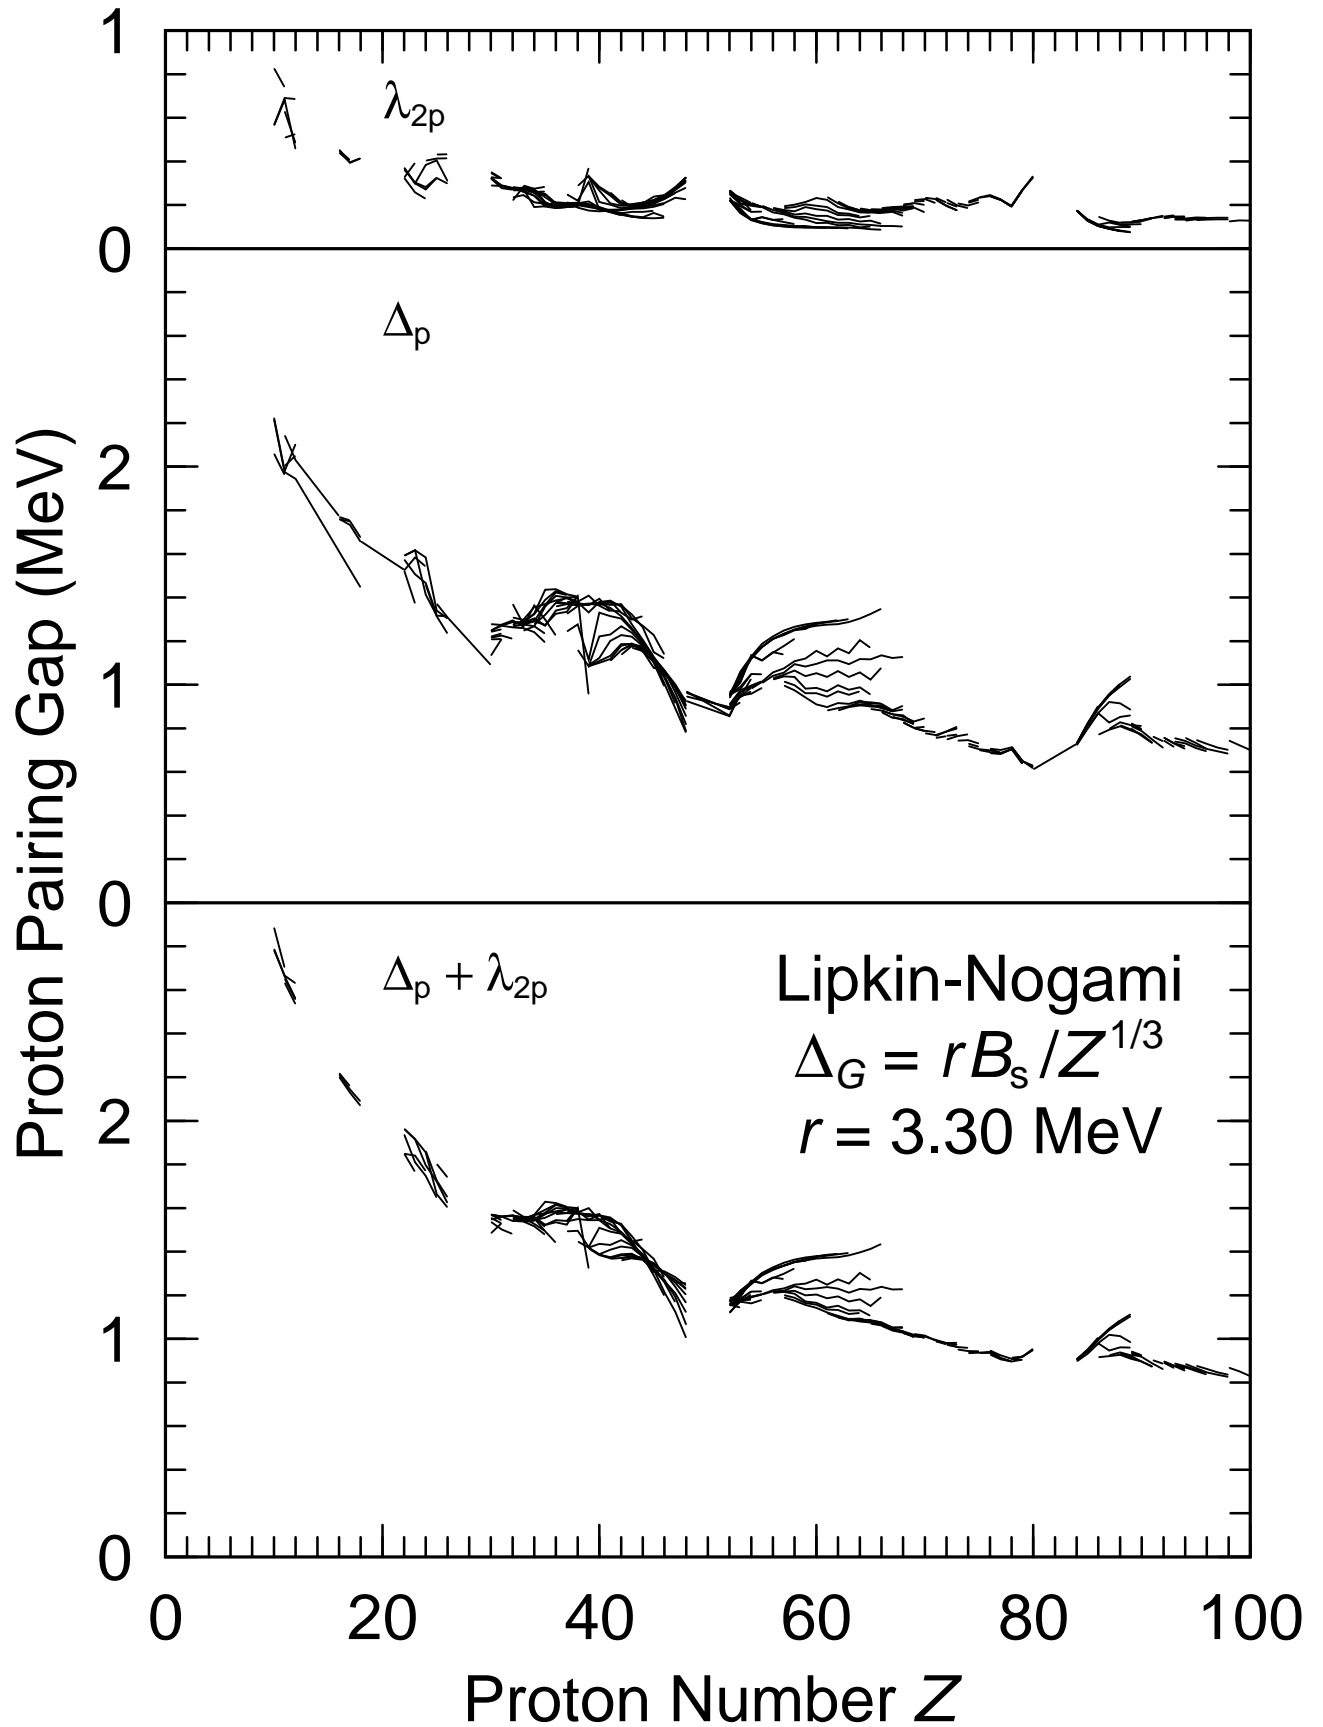 1
λ2p
0
Δp
2
1
0
Δp + λ2p
Lipkin-Nogami
ΔG = r Bs /Z1/3
r = 3.30 MeV
2
1
0
0 20 40 60 80 100
Proton Number Z
Proton Pairing Gap (MeV)